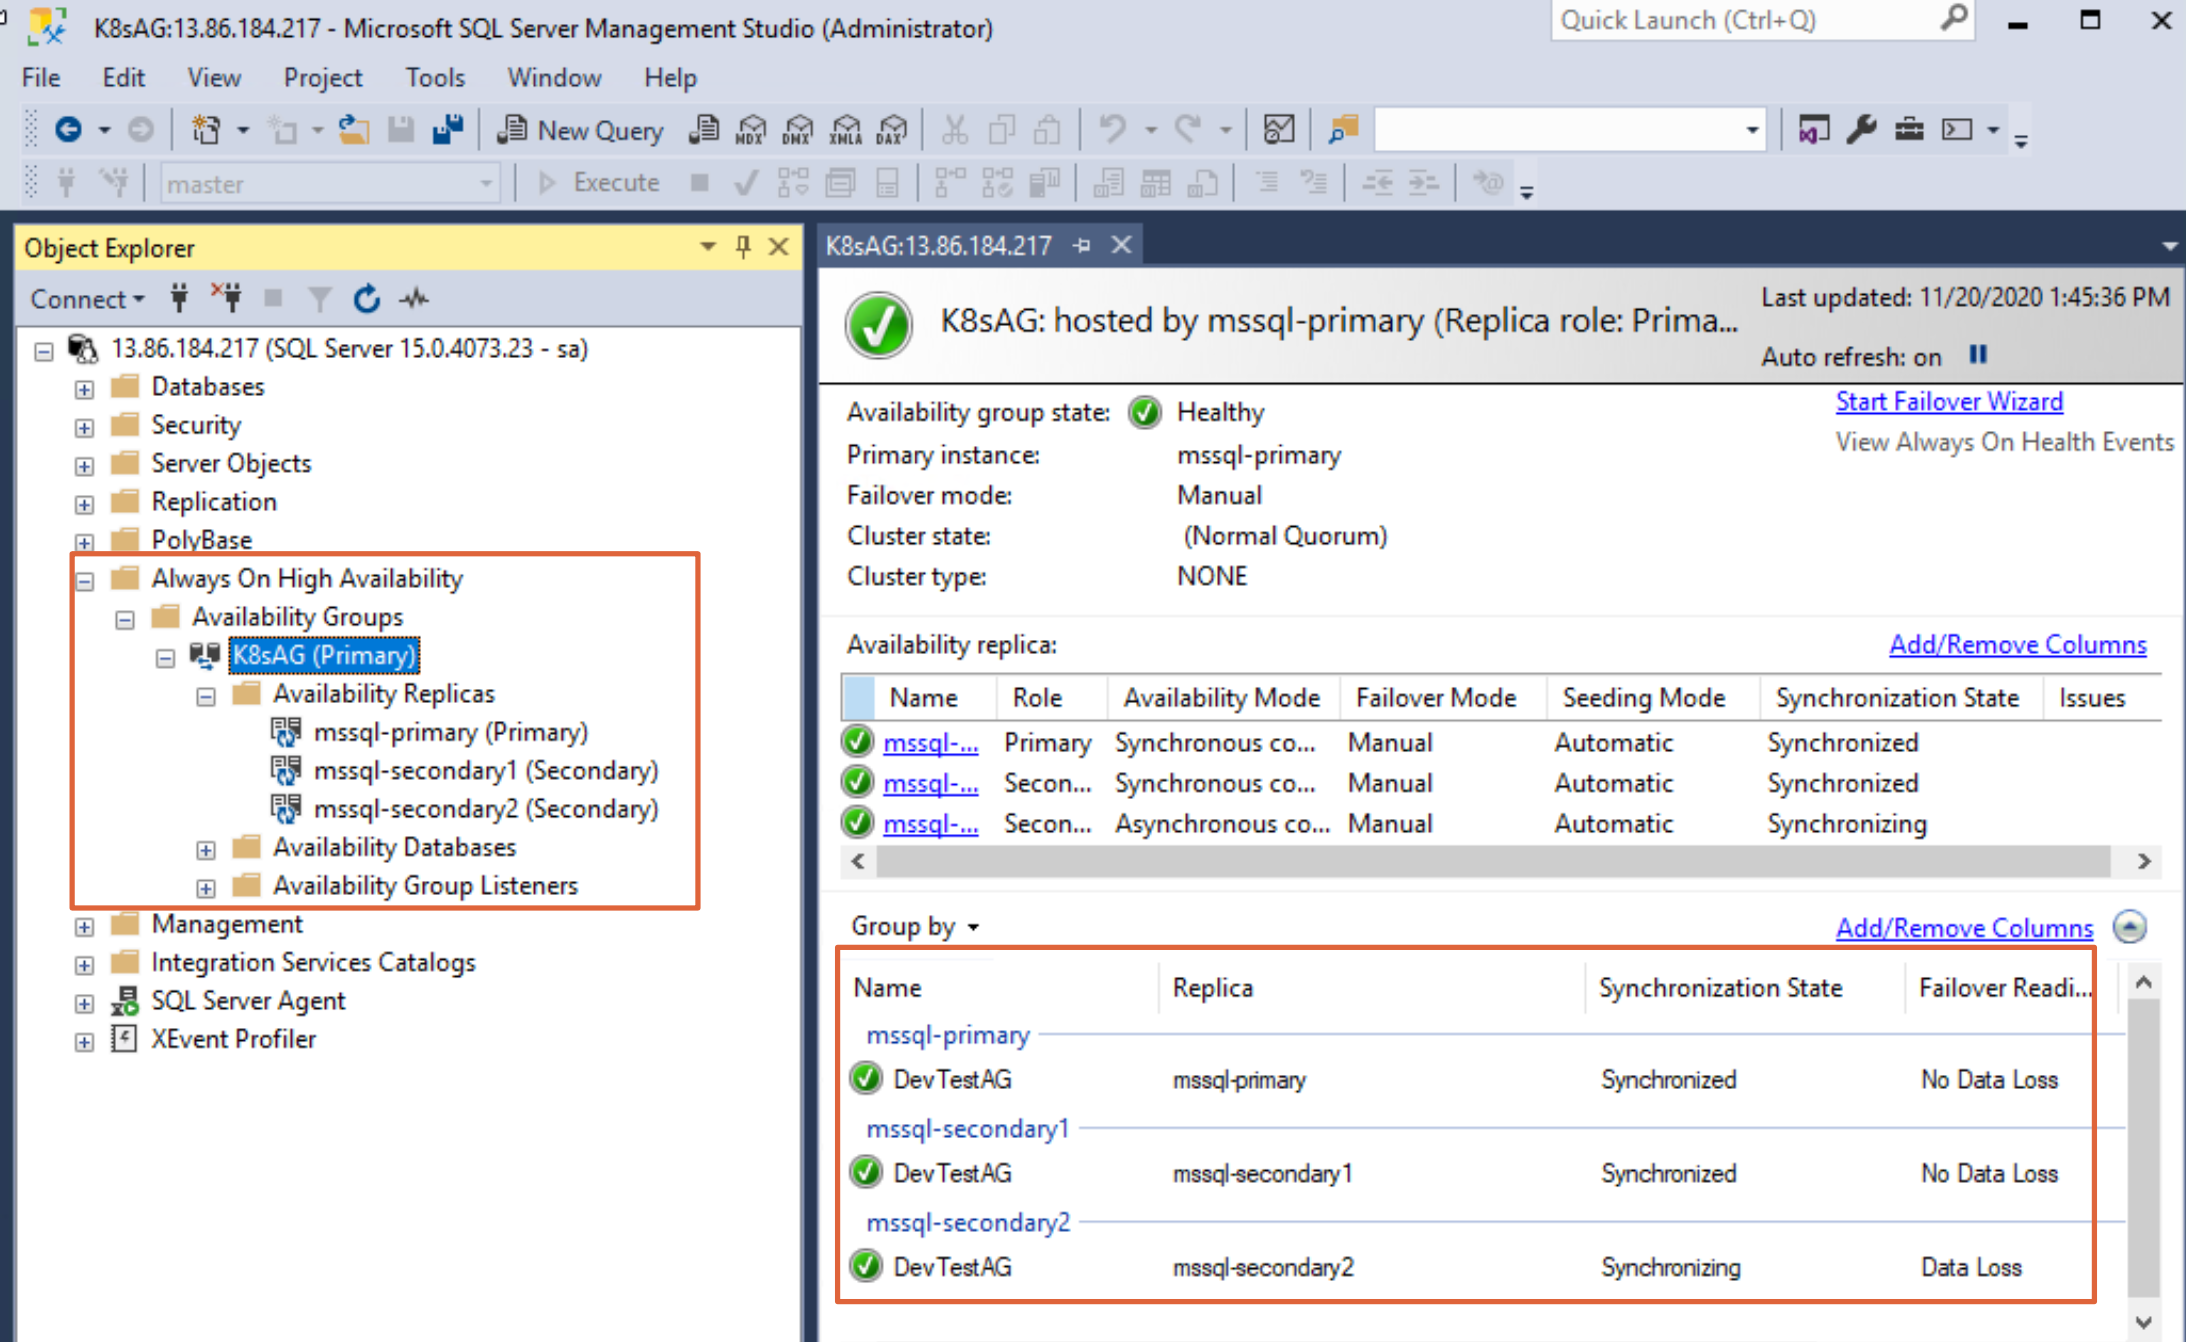 K8sAG:13.86.184.217 - Microsoft SQL Server Management Studio (Administrator)
Quick Launch (Ctrl+Q)
File Edit View Project Tools Window Help
New Query MDX DMX XMLA DAX
master Execute
Object Explorer
Connect
13.86.184.217 (SQL Server 15.0.4073.23 - sa)
Databases
Security
Server Objects
Replication
PolyBase
Always On High Availability
Availability Groups
K8sAG (Primary)
Availability Replicas
mssql-primary (Primary)
mssql-secondary1 (Secondary)
mssql-secondary2 (Secondary)
Availability Databases
Availability Group Listeners
Management
Integration Services Catalogs
SQL Server Agent
XEvent Profiler
K8sAG:13.86.184.217
K8sAG: hosted by mssql-primary (Replica role: Prima...
Last updated: 11/20/2020 1:45:36 PM
Auto refresh: on
Start Failover Wizard
View Always On Health Events
Availability group state: Healthy
Primary instance: mssql-primary
Failover mode: Manual
Cluster state: (Normal Quorum)
Cluster type: NONE
Availability replica: Add/Remove Columns
Name Role Availability Mode Failover Mode Seeding Mode Synchronization State Issues
mssql-... Primary Synchronous co... Manual Automatic Synchronized
mssql-... Secon... Synchronous co... Manual Automatic Synchronized
mssql-... Secon... Asynchronous co... Manual Automatic Synchronizing
Group by Add/Remove Columns
Name Replica Synchronization State Failover Readi...
mssql-primary
DevTestAG mssql-primary Synchronized No Data Loss
mssql-secondary1
DevTestAG mssql-secondary1 Synchronized No Data Loss
mssql-secondary2
DevTestAG mssql-secondary2 Synchronizing Data Loss